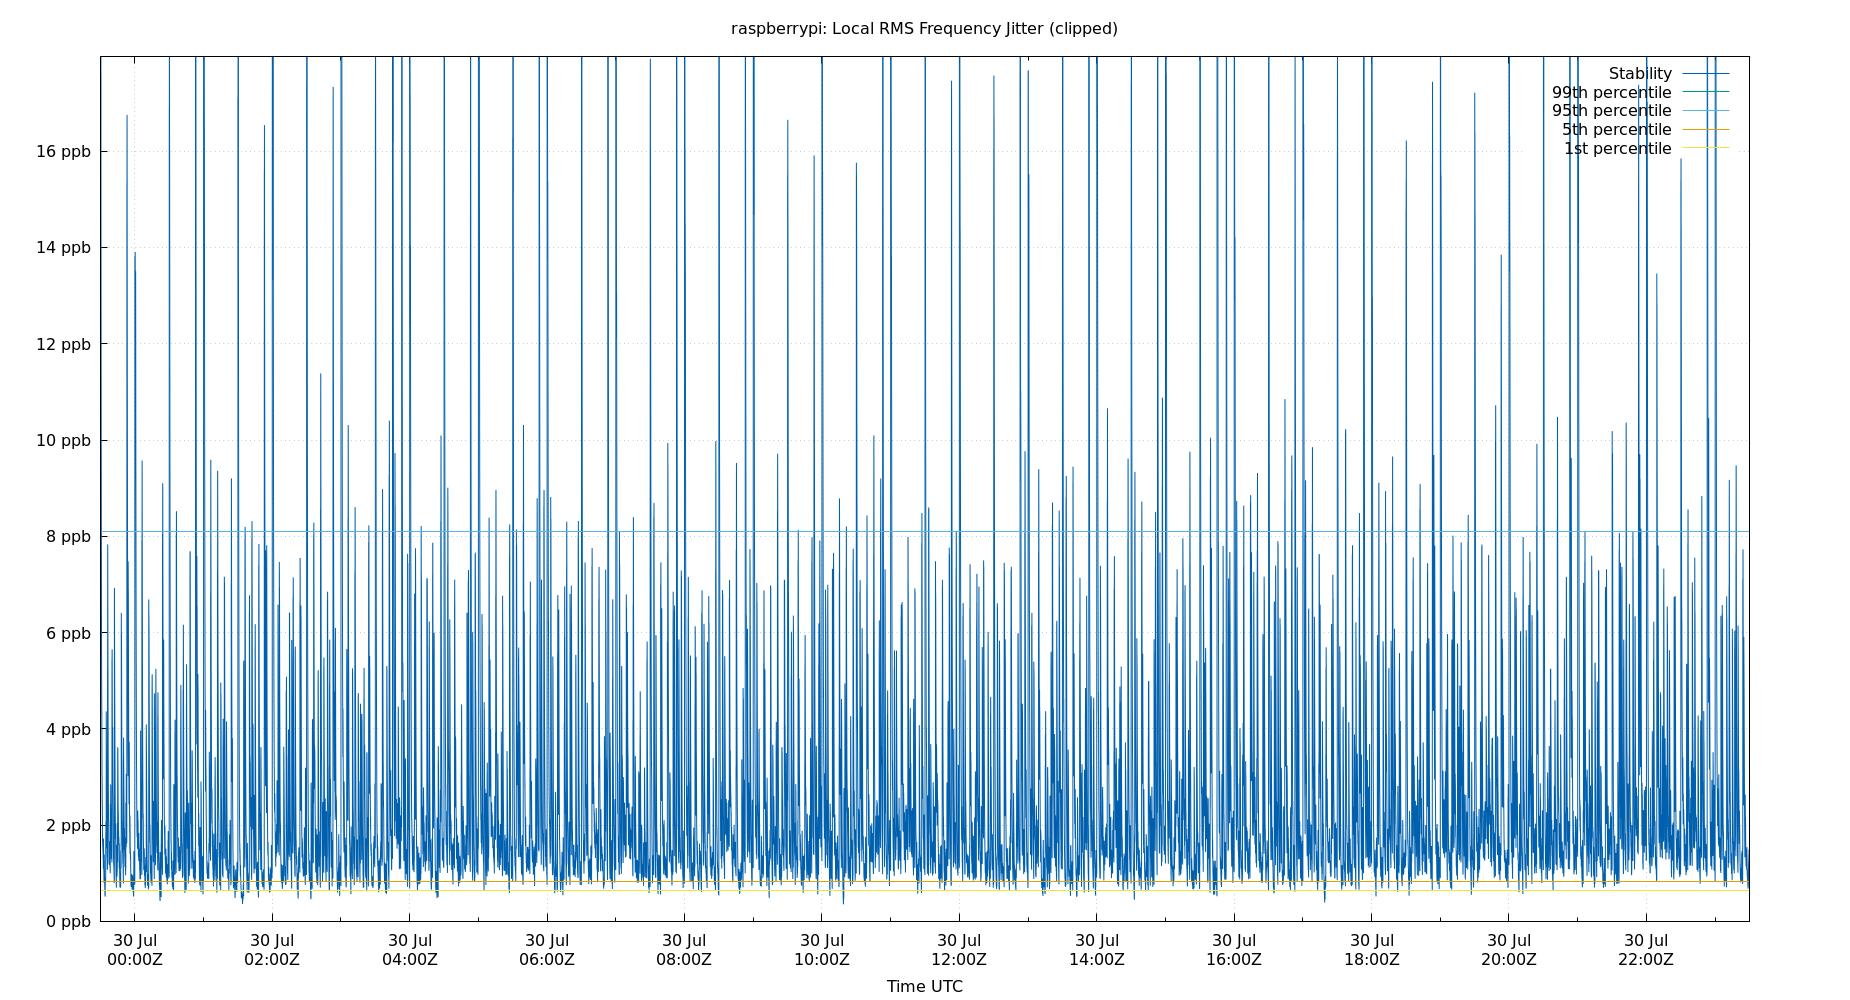 raspberrypi: Local RMS Frequency Jitter (clipped)
Stability
99th percentile
95th percentile
5th percentile
1st percentile
16 ppb
14 ppb
12 ppb
10 ppb
8 ppb
6 ppb
4 ppb
2 ppb
0 ppb
30 Jul 30 Jul 30 Jul 30 Jul 30 Jul 30 Jul 30 Jul 30 Jul 30 Jul 30 Jul 30 Jul 30 Jul
00:00Z 02:00Z 04:00Z 06:00Z 08:00Z 10:00Z 12:00Z 14:00Z 16:00Z 18:00Z 20:00Z 22:00Z
Time UTC